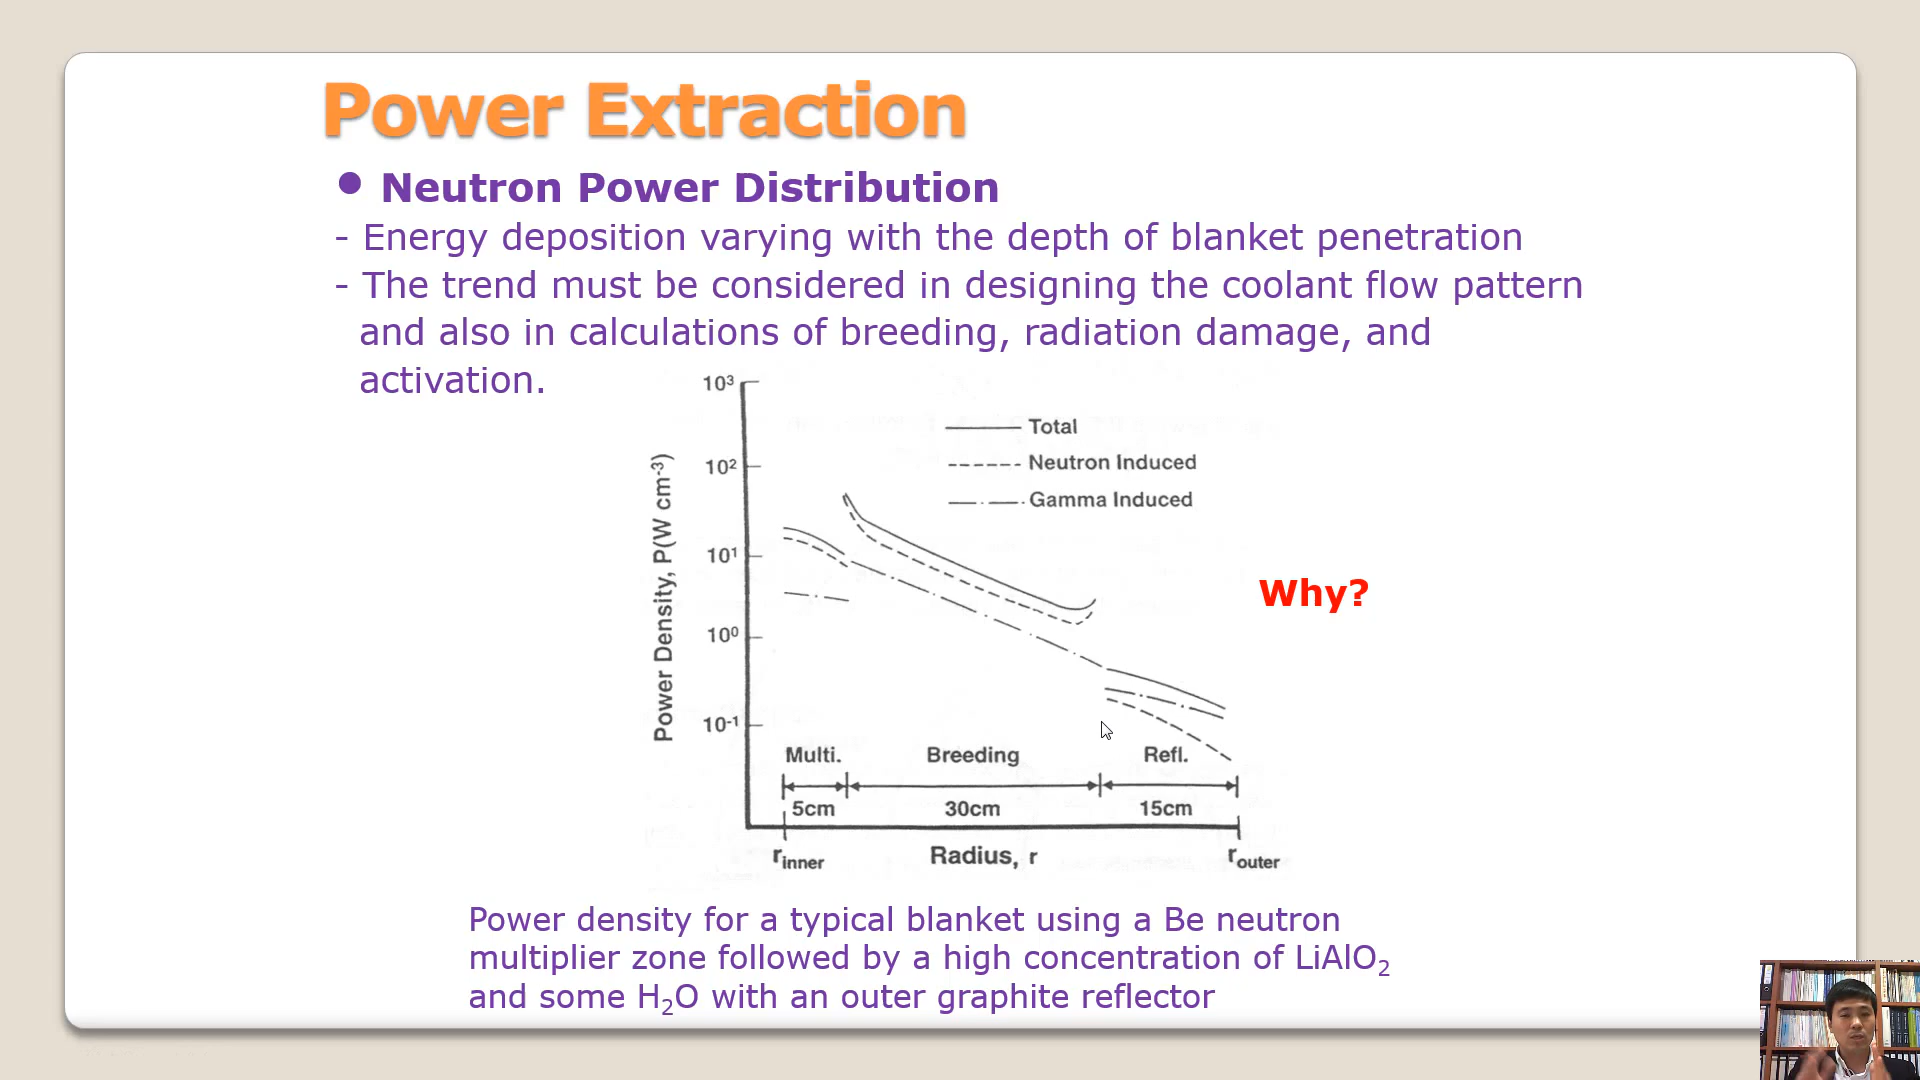 Power Extraction
● Neutron Power Distribution
- Energy deposition varying with the depth of blanket penetration
- The trend must be considered in designing the coolant flow pattern
and also in calculations of breeding, radiation damage, and
activation.
10³
Total
10²
Neutron Induced
Gamma Induced
10¹
Power Density, P(W cm⁻³)
Why?
10⁰
10⁻¹
Multi.
Breeding
Refl.
5cm
30cm
15cm
r_inner
Radius, r
r_outer
Power density for a typical blanket using a Be neutron
multiplier zone followed by a high concentration of LiAlO₂
and some H₂O with an outer graphite reflector